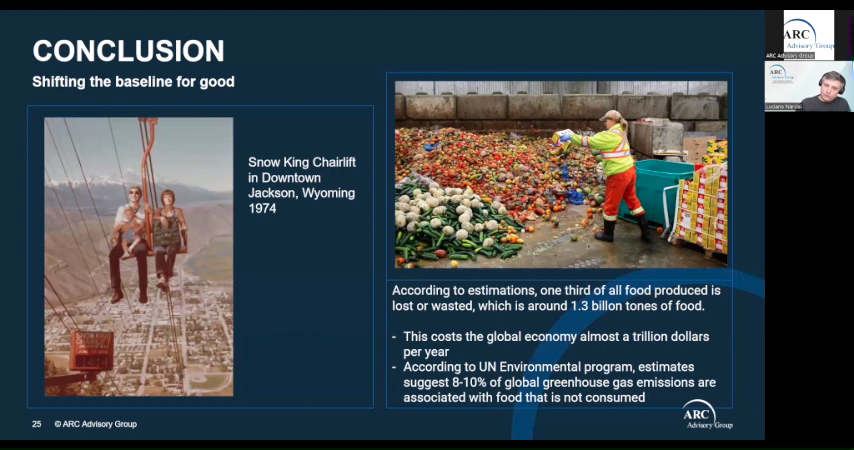 CONCLUSION
Shifting the baseline for good
Snow King Chairlift
in Downtown
Jackson, Wyoming
1974
According to estimations, one third of all food produced is
lost or wasted, which is around 1.3 billon tones of food.
- This costs the global economy almost a trillion dollars
per year
- According to UN Environmental program, estimates
suggest 8-10% of global greenhouse gas emissions are
associated with food that is not consumed
25 © ARC Advisory Group
ARC
Advisory Group
ARC
Advisory Group
ARC Advisory Group
ARC